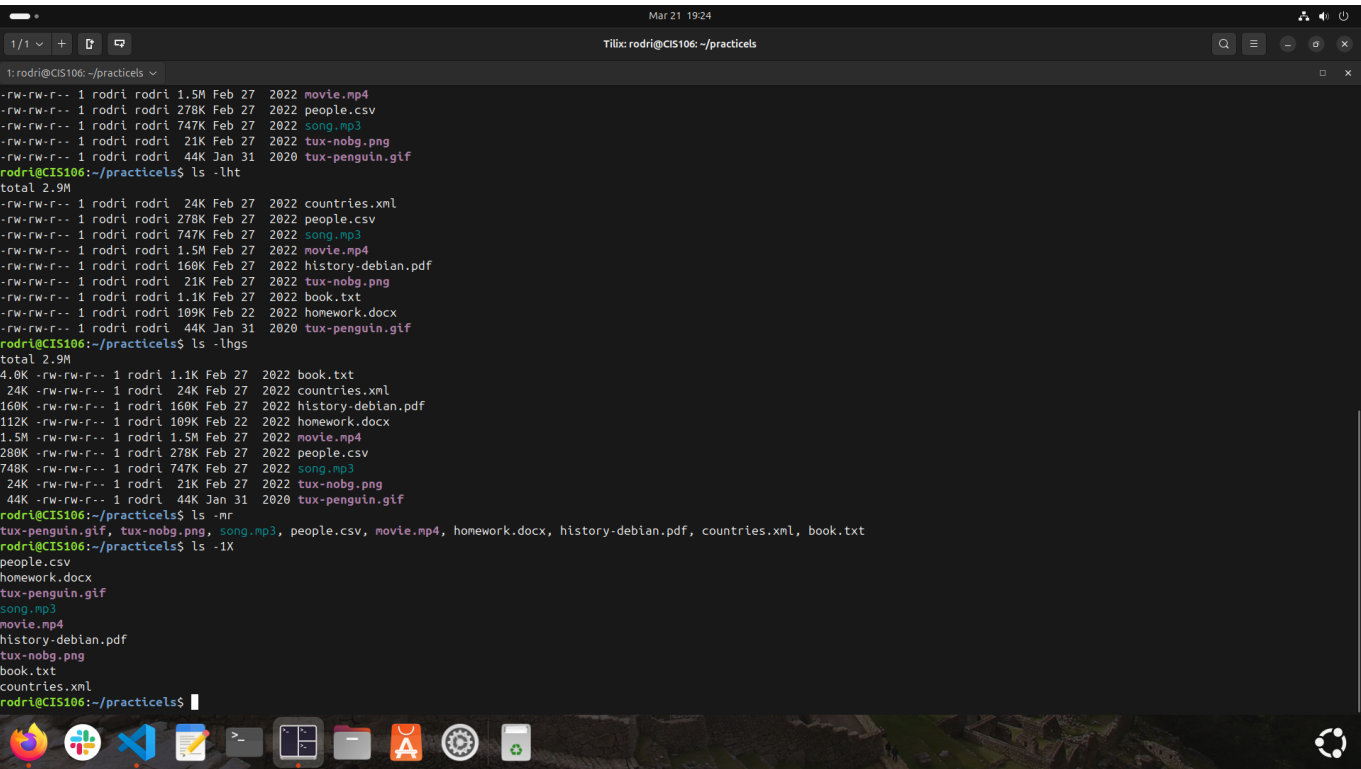 Mar 21 19:24
1/1
Tilix: rodri@CIS106: ~/practicels
1: rodri@CIS106: ~/practicels
-rw-rw-r-- 1 rodri rodri 1.5M Feb 27  2022 movie.mp4
-rw-rw-r-- 1 rodri rodri 278K Feb 27  2022 people.csv
-rw-rw-r-- 1 rodri rodri 747K Feb 27  2022 song.mp3
-rw-rw-r-- 1 rodri rodri  21K Feb 27  2022 tux-nobg.png
-rw-rw-r-- 1 rodri rodri  44K Jan 31  2020 tux-penguin.gif
rodri@CIS106:~/practicels$ ls -lht
total 2.9M
-rw-rw-r-- 1 rodri rodri  24K Feb 27  2022 countries.xml
-rw-rw-r-- 1 rodri rodri 278K Feb 27  2022 people.csv
-rw-rw-r-- 1 rodri rodri 747K Feb 27  2022 song.mp3
-rw-rw-r-- 1 rodri rodri 1.5M Feb 27  2022 movie.mp4
-rw-rw-r-- 1 rodri rodri 160K Feb 27  2022 history-debian.pdf
-rw-rw-r-- 1 rodri rodri  21K Feb 27  2022 tux-nobg.png
-rw-rw-r-- 1 rodri rodri 1.1K Feb 27  2022 book.txt
-rw-rw-r-- 1 rodri rodri 109K Feb 22  2022 homework.docx
-rw-rw-r-- 1 rodri rodri  44K Jan 31  2020 tux-penguin.gif
rodri@CIS106:~/practicels$ ls -lhgs
total 2.9M
4.0K -rw-rw-r-- 1 rodri 1.1K Feb 27  2022 book.txt
 24K -rw-rw-r-- 1 rodri  24K Feb 27  2022 countries.xml
160K -rw-rw-r-- 1 rodri 160K Feb 27  2022 history-debian.pdf
112K -rw-rw-r-- 1 rodri 109K Feb 22  2022 homework.docx
1.5M -rw-rw-r-- 1 rodri 1.5M Feb 27  2022 movie.mp4
280K -rw-rw-r-- 1 rodri 278K Feb 27  2022 people.csv
748K -rw-rw-r-- 1 rodri 747K Feb 27  2022 song.mp3
 24K -rw-rw-r-- 1 rodri  21K Feb 27  2022 tux-nobg.png
 44K -rw-rw-r-- 1 rodri  44K Jan 31  2020 tux-penguin.gif
rodri@CIS106:~/practicels$ ls -mr
tux-penguin.gif, tux-nobg.png, song.mp3, people.csv, movie.mp4, homework.docx, history-debian.pdf, countries.xml, book.txt
rodri@CIS106:~/practicels$ ls -1X
people.csv
homework.docx
tux-penguin.gif
song.mp3
movie.mp4
history-debian.pdf
tux-nobg.png
book.txt
countries.xml
rodri@CIS106:~/practicels$